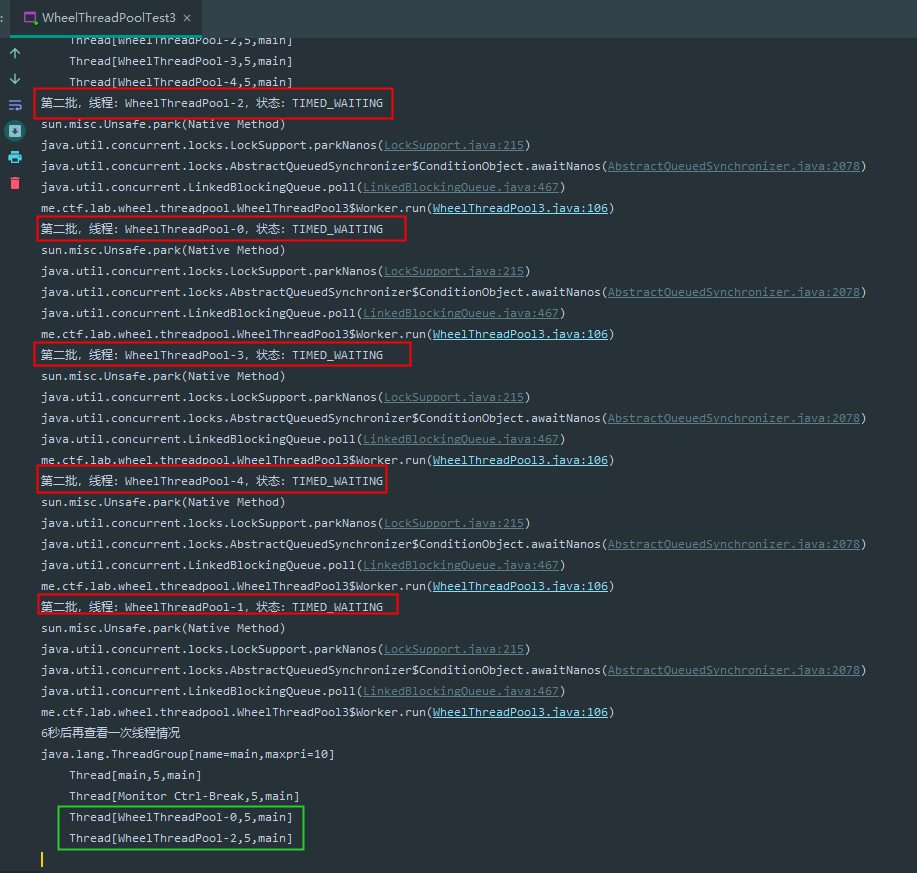 WheelThreadPoolTest3
Thread[WheelThreadPool-2,5,main]
Thread[WheelThreadPool-3,5,main]
Thread[WheelThreadPool-4,5,main]
第二批，线程：WheelThreadPool-2，状态：TIMED_WAITING
sun.misc.Unsafe.park(Native Method)
java.util.concurrent.locks.LockSupport.parkNanos(LockSupport.java:215)
java.util.concurrent.locks.AbstractQueuedSynchronizer$ConditionObject.awaitNanos(AbstractQueuedSynchronizer.java:2078)
java.util.concurrent.LinkedBlockingQueue.poll(LinkedBlockingQueue.java:467)
me.ctf.lab.wheel.threadpool.WheelThreadPool3$Worker.run(WheelThreadPool3.java:106)
第二批，线程：WheelThreadPool-0，状态：TIMED_WAITING
sun.misc.Unsafe.park(Native Method)
java.util.concurrent.locks.LockSupport.parkNanos(LockSupport.java:215)
java.util.concurrent.locks.AbstractQueuedSynchronizer$ConditionObject.awaitNanos(AbstractQueuedSynchronizer.java:2078)
java.util.concurrent.LinkedBlockingQueue.poll(LinkedBlockingQueue.java:467)
me.ctf.lab.wheel.threadpool.WheelThreadPool3$Worker.run(WheelThreadPool3.java:106)
第二批，线程：WheelThreadPool-3，状态：TIMED_WAITING
sun.misc.Unsafe.park(Native Method)
java.util.concurrent.locks.LockSupport.parkNanos(LockSupport.java:215)
java.util.concurrent.locks.AbstractQueuedSynchronizer$ConditionObject.awaitNanos(AbstractQueuedSynchronizer.java:2078)
java.util.concurrent.LinkedBlockingQueue.poll(LinkedBlockingQueue.java:467)
me.ctf.lab.wheel.threadpool.WheelThreadPool3$Worker.run(WheelThreadPool3.java:106)
第二批，线程：WheelThreadPool-4，状态：TIMED_WAITING
sun.misc.Unsafe.park(Native Method)
java.util.concurrent.locks.LockSupport.parkNanos(LockSupport.java:215)
java.util.concurrent.locks.AbstractQueuedSynchronizer$ConditionObject.awaitNanos(AbstractQueuedSynchronizer.java:2078)
java.util.concurrent.LinkedBlockingQueue.poll(LinkedBlockingQueue.java:467)
me.ctf.lab.wheel.threadpool.WheelThreadPool3$Worker.run(WheelThreadPool3.java:106)
第二批，线程：WheelThreadPool-1，状态：TIMED_WAITING
sun.misc.Unsafe.park(Native Method)
java.util.concurrent.locks.LockSupport.parkNanos(LockSupport.java:215)
java.util.concurrent.locks.AbstractQueuedSynchronizer$ConditionObject.awaitNanos(AbstractQueuedSynchronizer.java:2078)
java.util.concurrent.LinkedBlockingQueue.poll(LinkedBlockingQueue.java:467)
me.ctf.lab.wheel.threadpool.WheelThreadPool3$Worker.run(WheelThreadPool3.java:106)
6秒后再查看一次线程情况
java.lang.ThreadGroup[name=main,maxpri=10]
Thread[main,5,main]
Thread[Monitor Ctrl-Break,5,main]
Thread[WheelThreadPool-0,5,main]
Thread[WheelThreadPool-2,5,main]